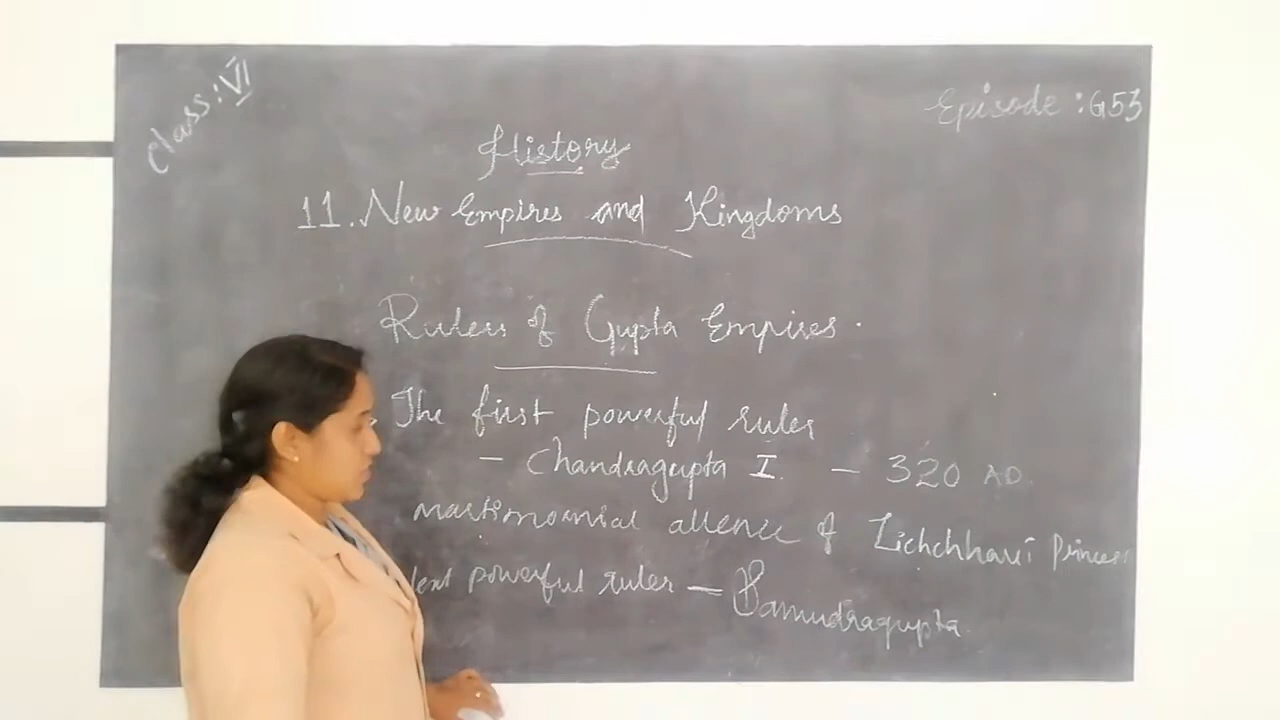 Class: VI
Episode: G53
History
11. New Empires and Kingdoms
Rulers of Gupta Empires.
The first powerful ruler
- Chandragupta I. - 320 AD.
matrimonial allence of Lichchhavi Princess
powerful ruler - Samudragupta